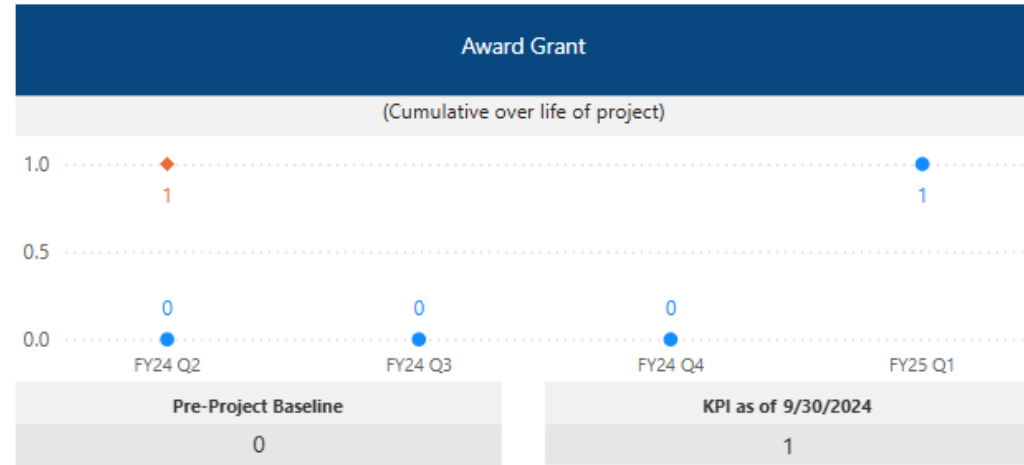 Award Grant
(Cumulative over life of project)
1.0
1
1
0.5
0
0
0
0.0
FY24 Q2
FY24 Q3
FY24 Q4
FY25 Q1
Pre-Project Baseline
KPI as of 9/30/2024
0
1